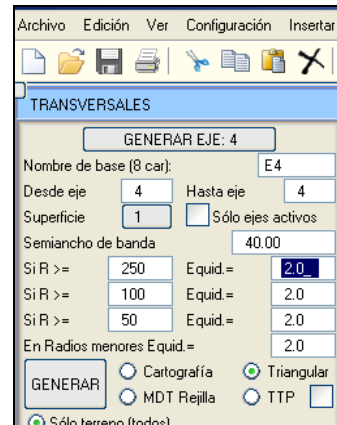 Archivo Edición Ver Configuración Insertar
TRANSVERSALES
GENERAR EJE: 4
Nombre de base (8 car): E4
Desde eje 4 Hasta eje 4
Superficie 1 Sólo ejes activos
Semiancho de banda 40.00
Si R >= 250 Equid.= 2.0_
Si R >= 100 Equid.= 2.0
Si R >= 50 Equid.= 2.0
En Radios menores Equid.= 2.0
GENERAR Cartografía Triangular
MDT Rejilla TTP
Sólo terreno (todos)